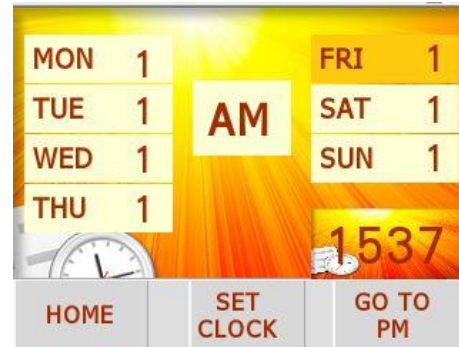 MON 1
TUE 1
WED 1
THU 1
AM
FRI 1
SAT 1
SUN 1
1537
HOME
SET
CLOCK
GO TO
PM